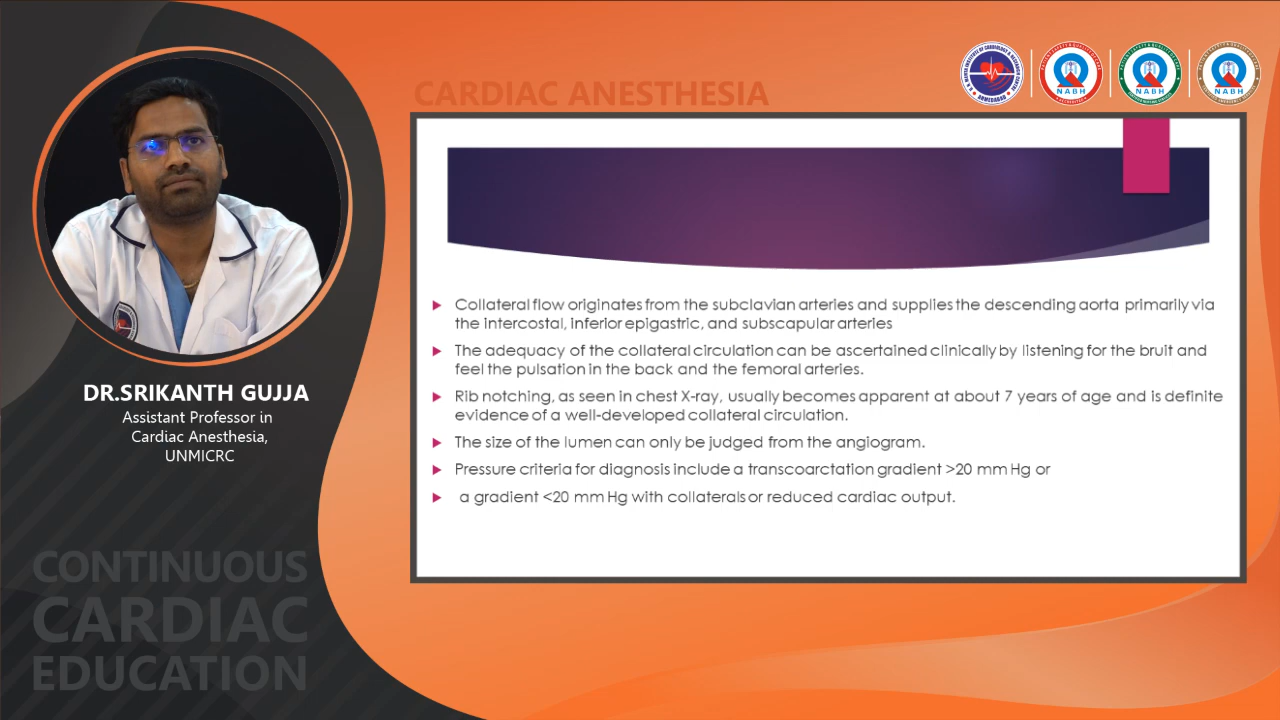 CARDIAC ANESTHESIA
NABH
NABH
NABH
Collateral flow originates from the subclavian arteries and supplies the descending aorta primarily via
the intercostal, inferior epigastric, and subscapular arteries
The adequacy of the collateral circulation can be ascertained clinically by listening for the bruit and
feel the pulsation in the back and the femoral arteries.
Rib notching, as seen in chest X-ray, usually becomes apparent at about 7 years of age and is definite
evidence of a well-developed collateral circulation.
The size of the lumen can only be judged from the angiogram.
Pressure criteria for diagnosis include a transcoarctation gradient >20 mm Hg or
a gradient <20 mm Hg with collaterals or reduced cardiac output.
DR.SRIKANTH GUJJA
Assistant Professor in
Cardiac Anesthesia,
UNMICRC
CONTINUOUS
CARDIAC
EDUCATION